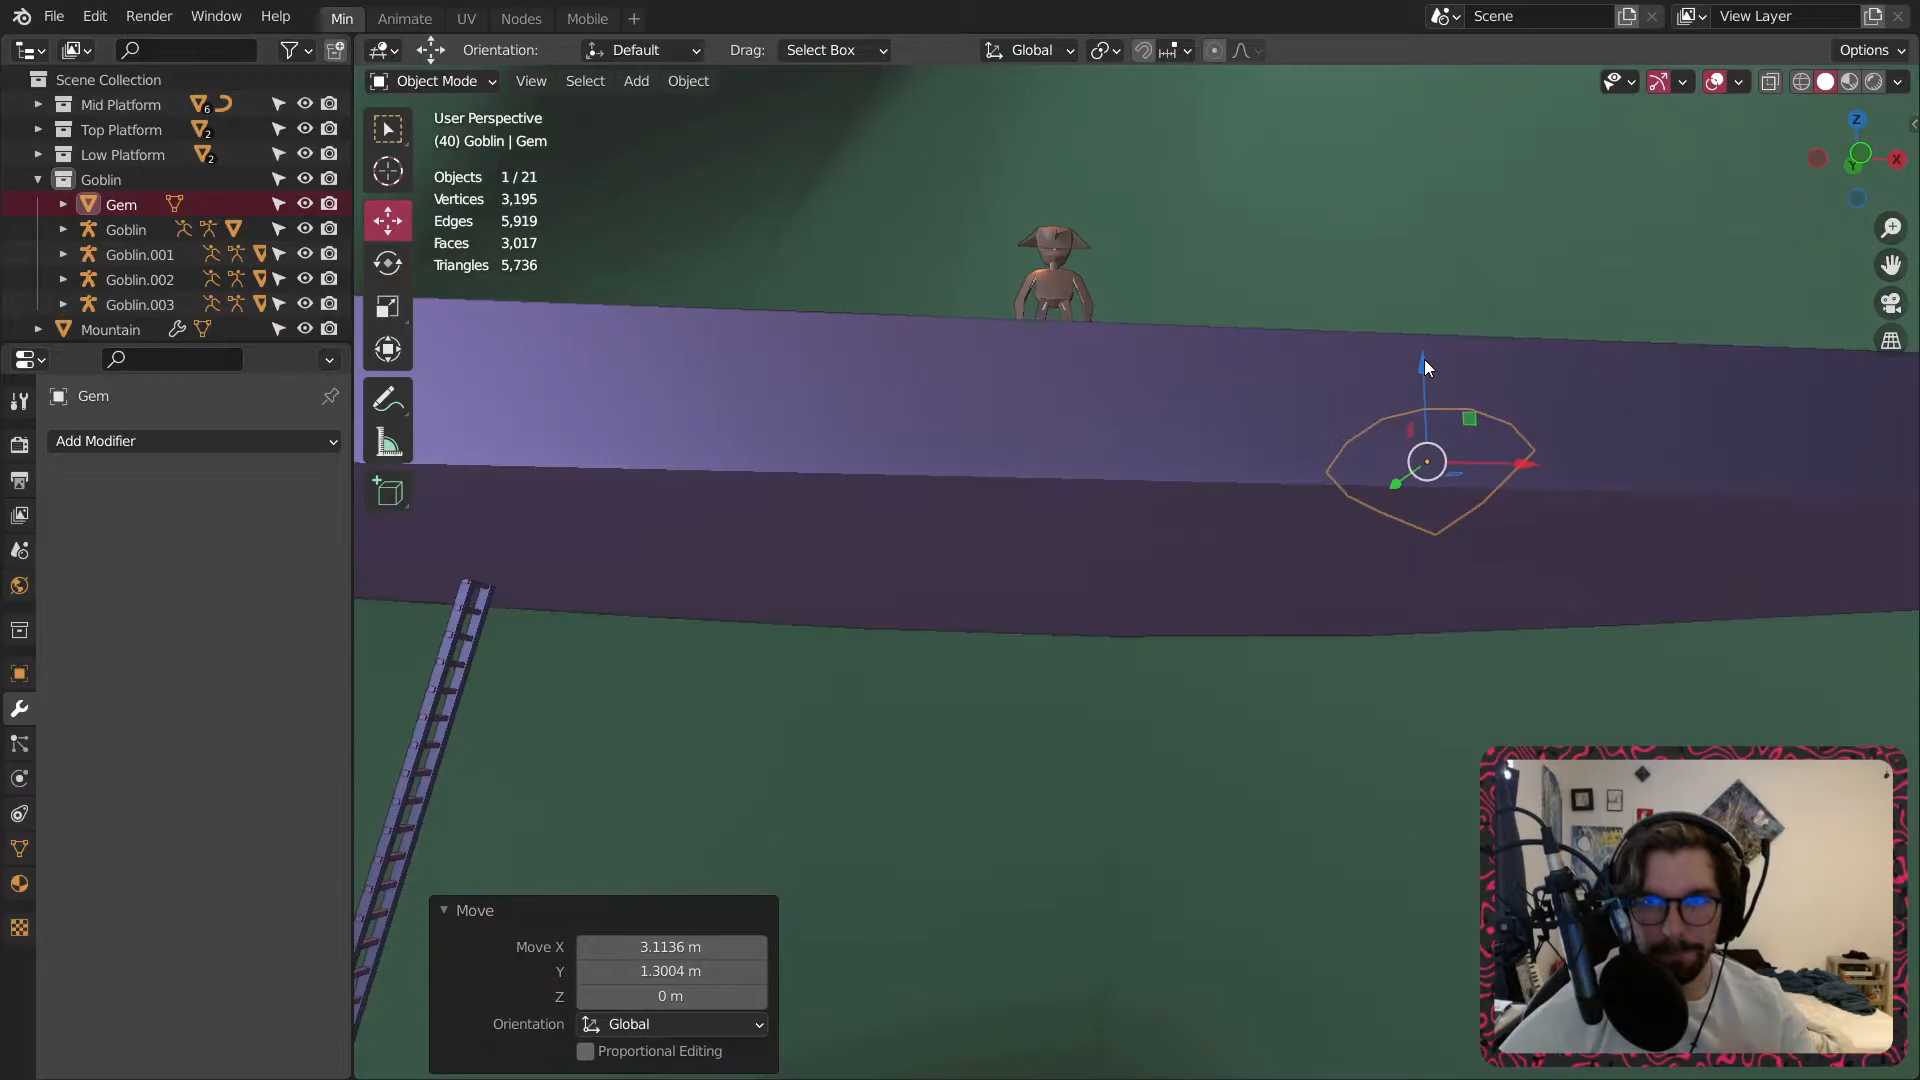 File Edit Render Window Help Min Animate UV Nodes Mobile Scene View Layer
Orientation: Default Drag: Select Box Global Options
Scene Collection
Mid Platform 6
Top Platform 2
Low Platform 2
Goblin
Gem
Goblin
Goblin.001
Goblin.002
Goblin.003
Mountain
Gem
Add Modifier
Object Mode View Select Add Object
User Perspective
(40) Goblin | Gem
Objects 1 / 21
Vertices 3,195
Edges 5,919
Faces 3,017
Triangles 5,736
Z
X
Y
Move
Move X 3.1136 m
Y 1.3004 m
Z 0 m
Orientation Global
Proportional Editing